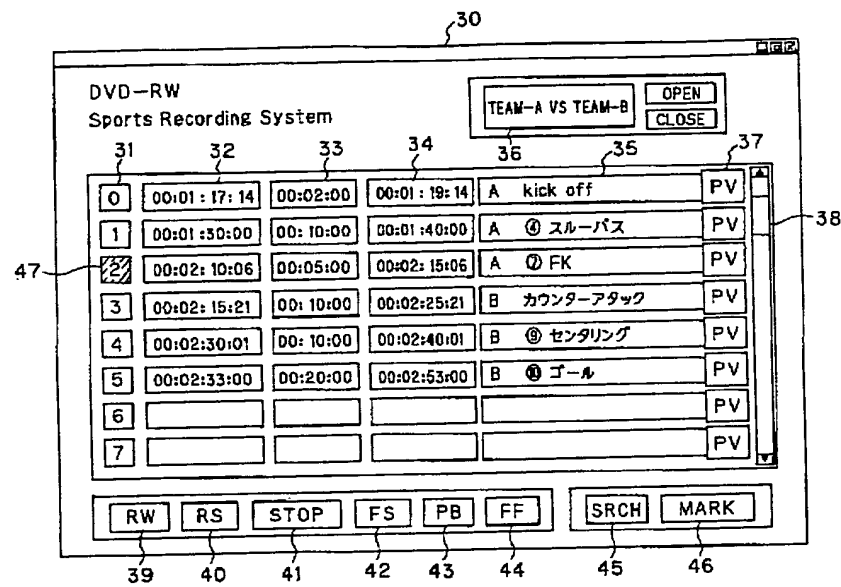 30
DVD-RW
Sports Recording System
TEAM-A VS TEAM-B
OPEN
CLOSE
31 32 33 34 36 35 37
0 00:01:17:14 00:02:00 00:01:19:14 A kick off PV
38
1 00:01:30:00 00:10:00 00:01:40:00 A ④ スルーパス PV
47
2 00:02:10:06 00:05:00 00:02:15:06 A ⑦ FK PV
3 00:02:15:21 00:10:00 00:02:25:21 B カウンターアタック PV
4 00:02:30:01 00:10:00 00:02:40:01 B ⑨ センタリング PV
5 00:02:33:00 00:20:00 00:02:53:00 B ⑩ ゴール PV
6 PV
7 PV
RW RS STOP FS PB FF SRCH MARK
39 40 41 42 43 44 45 46